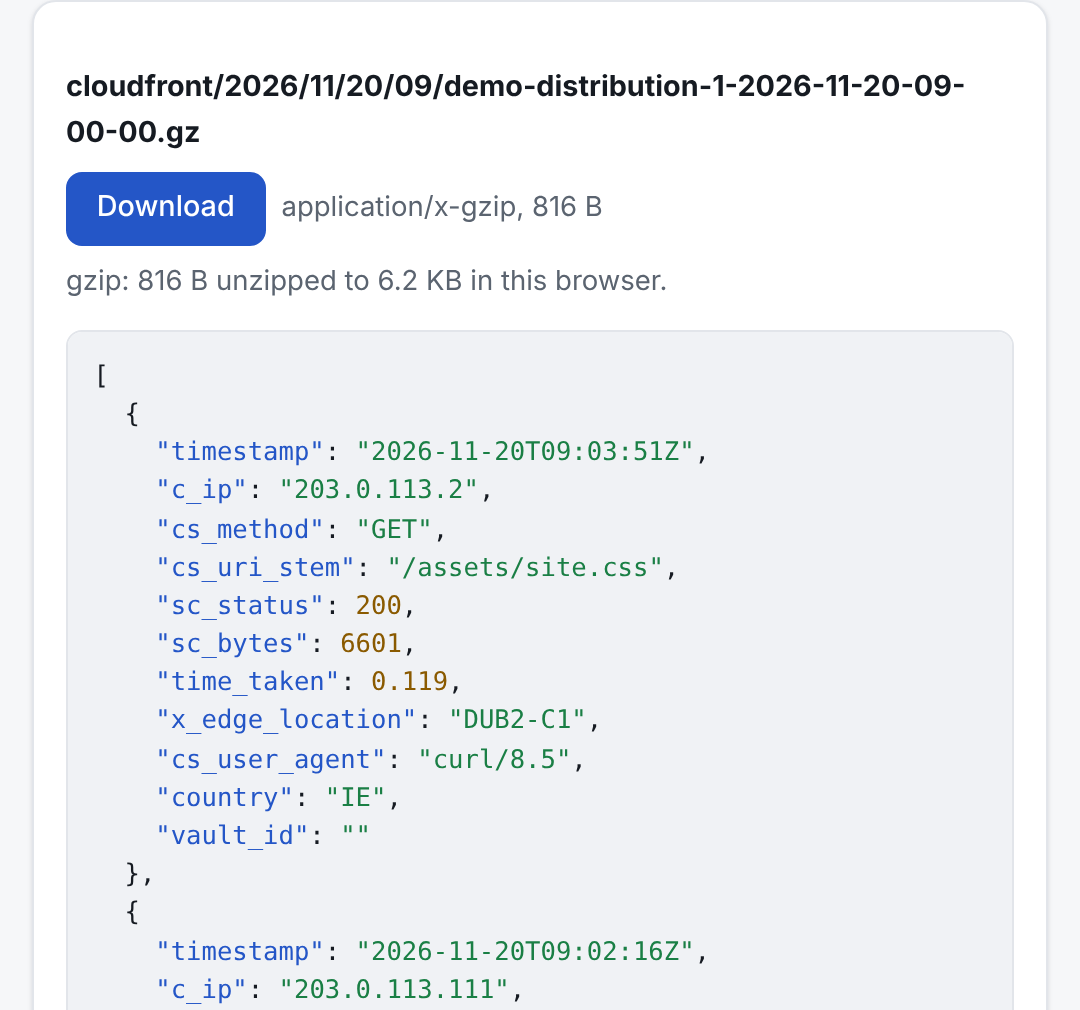 cloudfront/2026/11/20/09/demo-distribution-1-2026-11-20-09-
00-00.gz
Download application/x-gzip, 816 B
gzip: 816 B unzipped to 6.2 KB in this browser.
[
  {
    "timestamp": "2026-11-20T09:03:51Z",
    "c_ip": "203.0.113.2",
    "cs_method": "GET",
    "cs_uri_stem": "/assets/site.css",
    "sc_status": 200,
    "sc_bytes": 6601,
    "time_taken": 0.119,
    "x_edge_location": "DUB2-C1",
    "cs_user_agent": "curl/8.5",
    "country": "IE",
    "vault_id": ""
  },
  {
    "timestamp": "2026-11-20T09:02:16Z",
    "c_ip": "203.0.113.111",